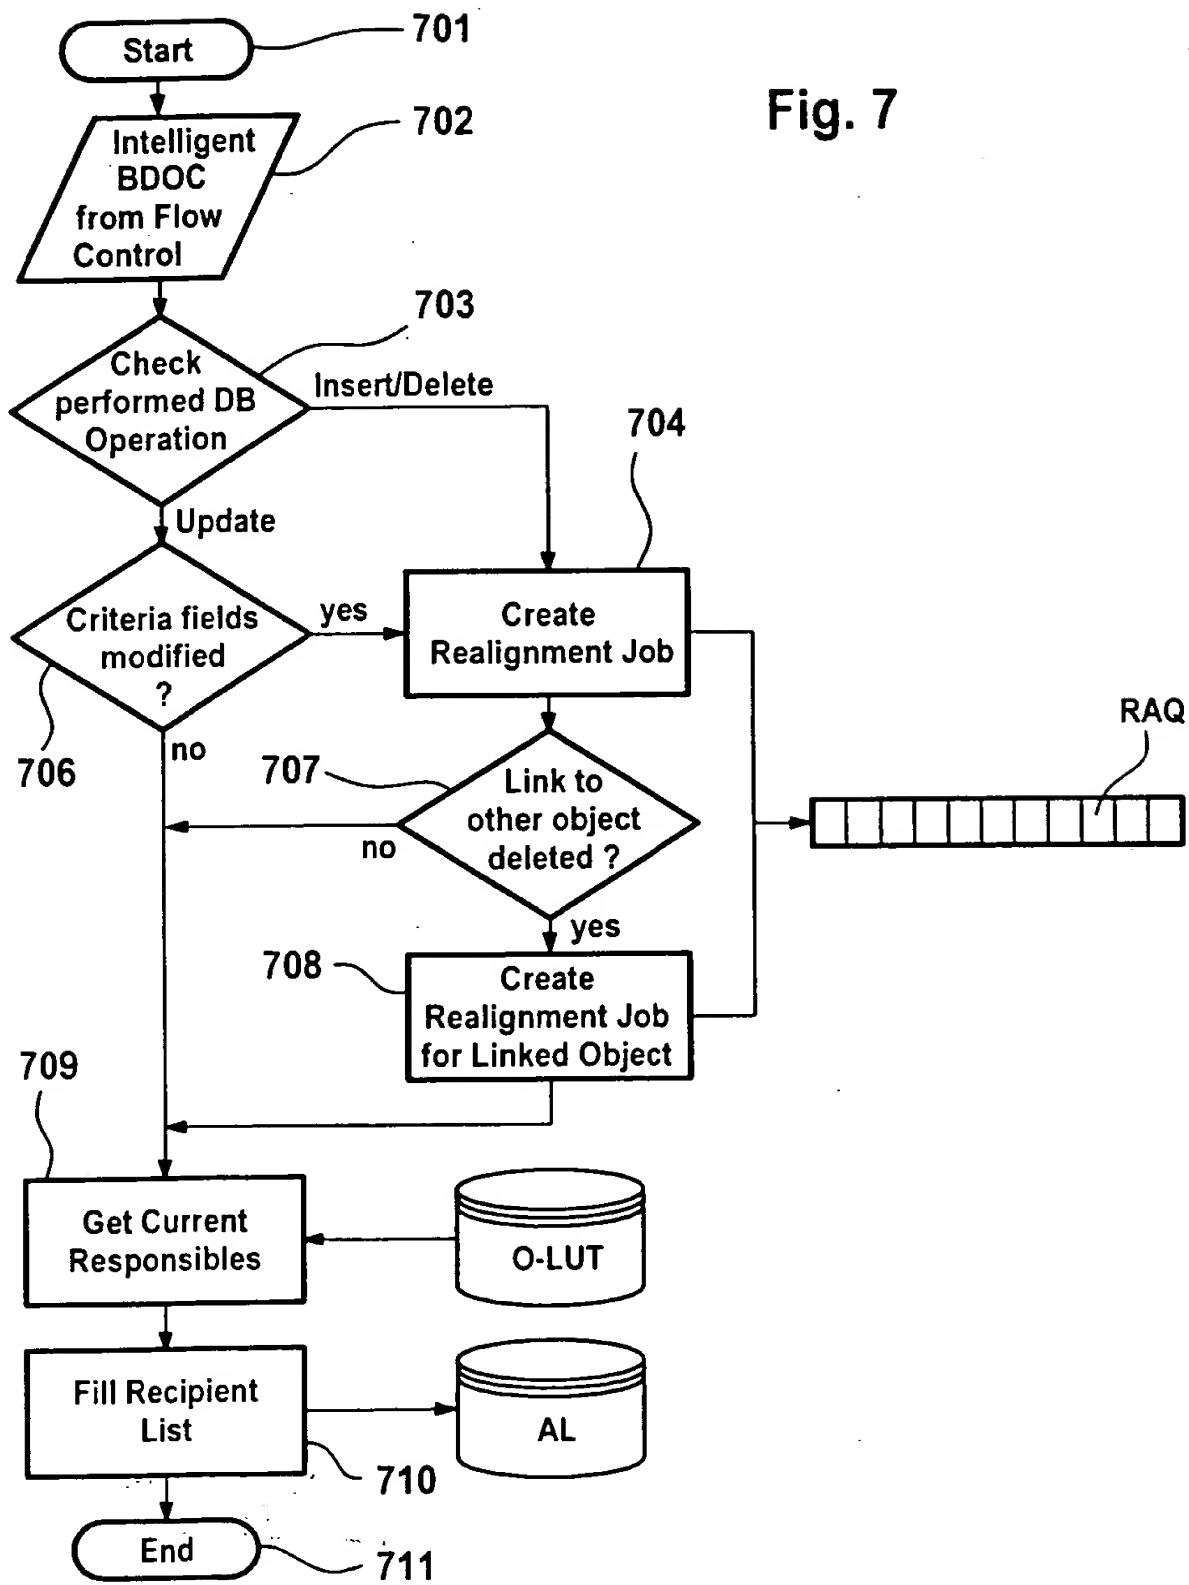 701
Start
Fig. 7
702
Intelligent
BDOC
from Flow
Control
703
Check
performed DB
Operation
Insert/Delete
704
Update
Create
Realignment Job
yes
Criteria fields
modified
?
706
no
RAQ
707
Link to
other object
deleted ?
no
yes
708
Create
Realignment Job
for Linked Object
709
Get Current
Responsibles
O-LUT
Fill Recipient
List
AL
710
End
711